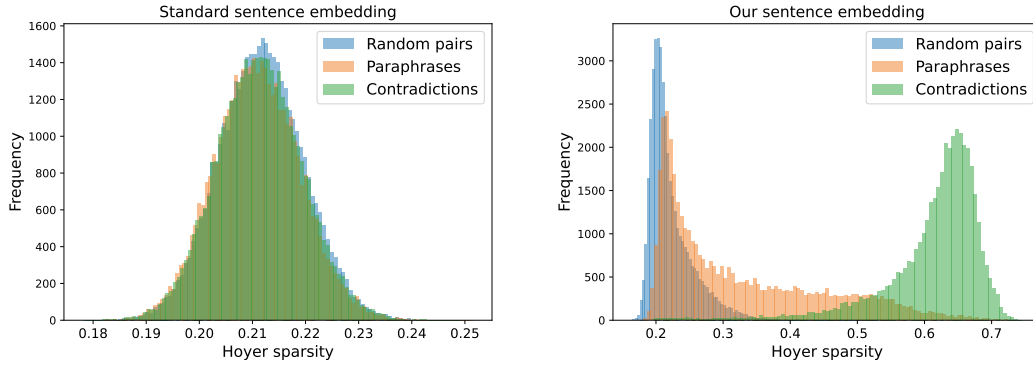 Standard sentence embedding
Frequency
1600
1400
1200
1000
800
600
400
200
0
Random pairs
Paraphrases
Contradictions
0.18 0.19 0.20 0.21 0.22 0.23 0.24 0.25
Hoyer sparsity
Our sentence embedding
Frequency
3000
2500
2000
1500
1000
500
0
Random pairs
Paraphrases
Contradictions
0.2 0.3 0.4 0.5 0.6 0.7
Hoyer sparsity